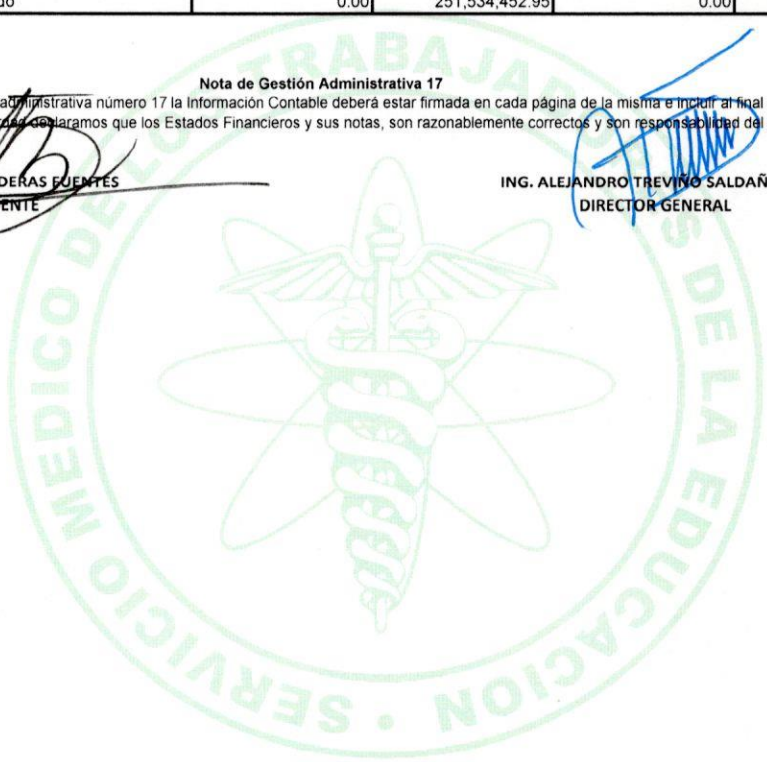 do 0.00 251,534,452.95 0.00
Nota de Gestión Administrativa 17
administrativa número 17 la Información Contable deberá estar firmada en cada página de la misma e incluir al final
declaramos que los Estados Financieros y sus notas, son razonablemente correctos y son responsabilidad del
DERAS FUENTES
ENTE
ING. ALEJANDRO TREVIÑO SALDAÑ
DIRECTOR GENERAL
SERVICIO MEDICO DE LOS TRABAJADORES DE LA EDUCACION